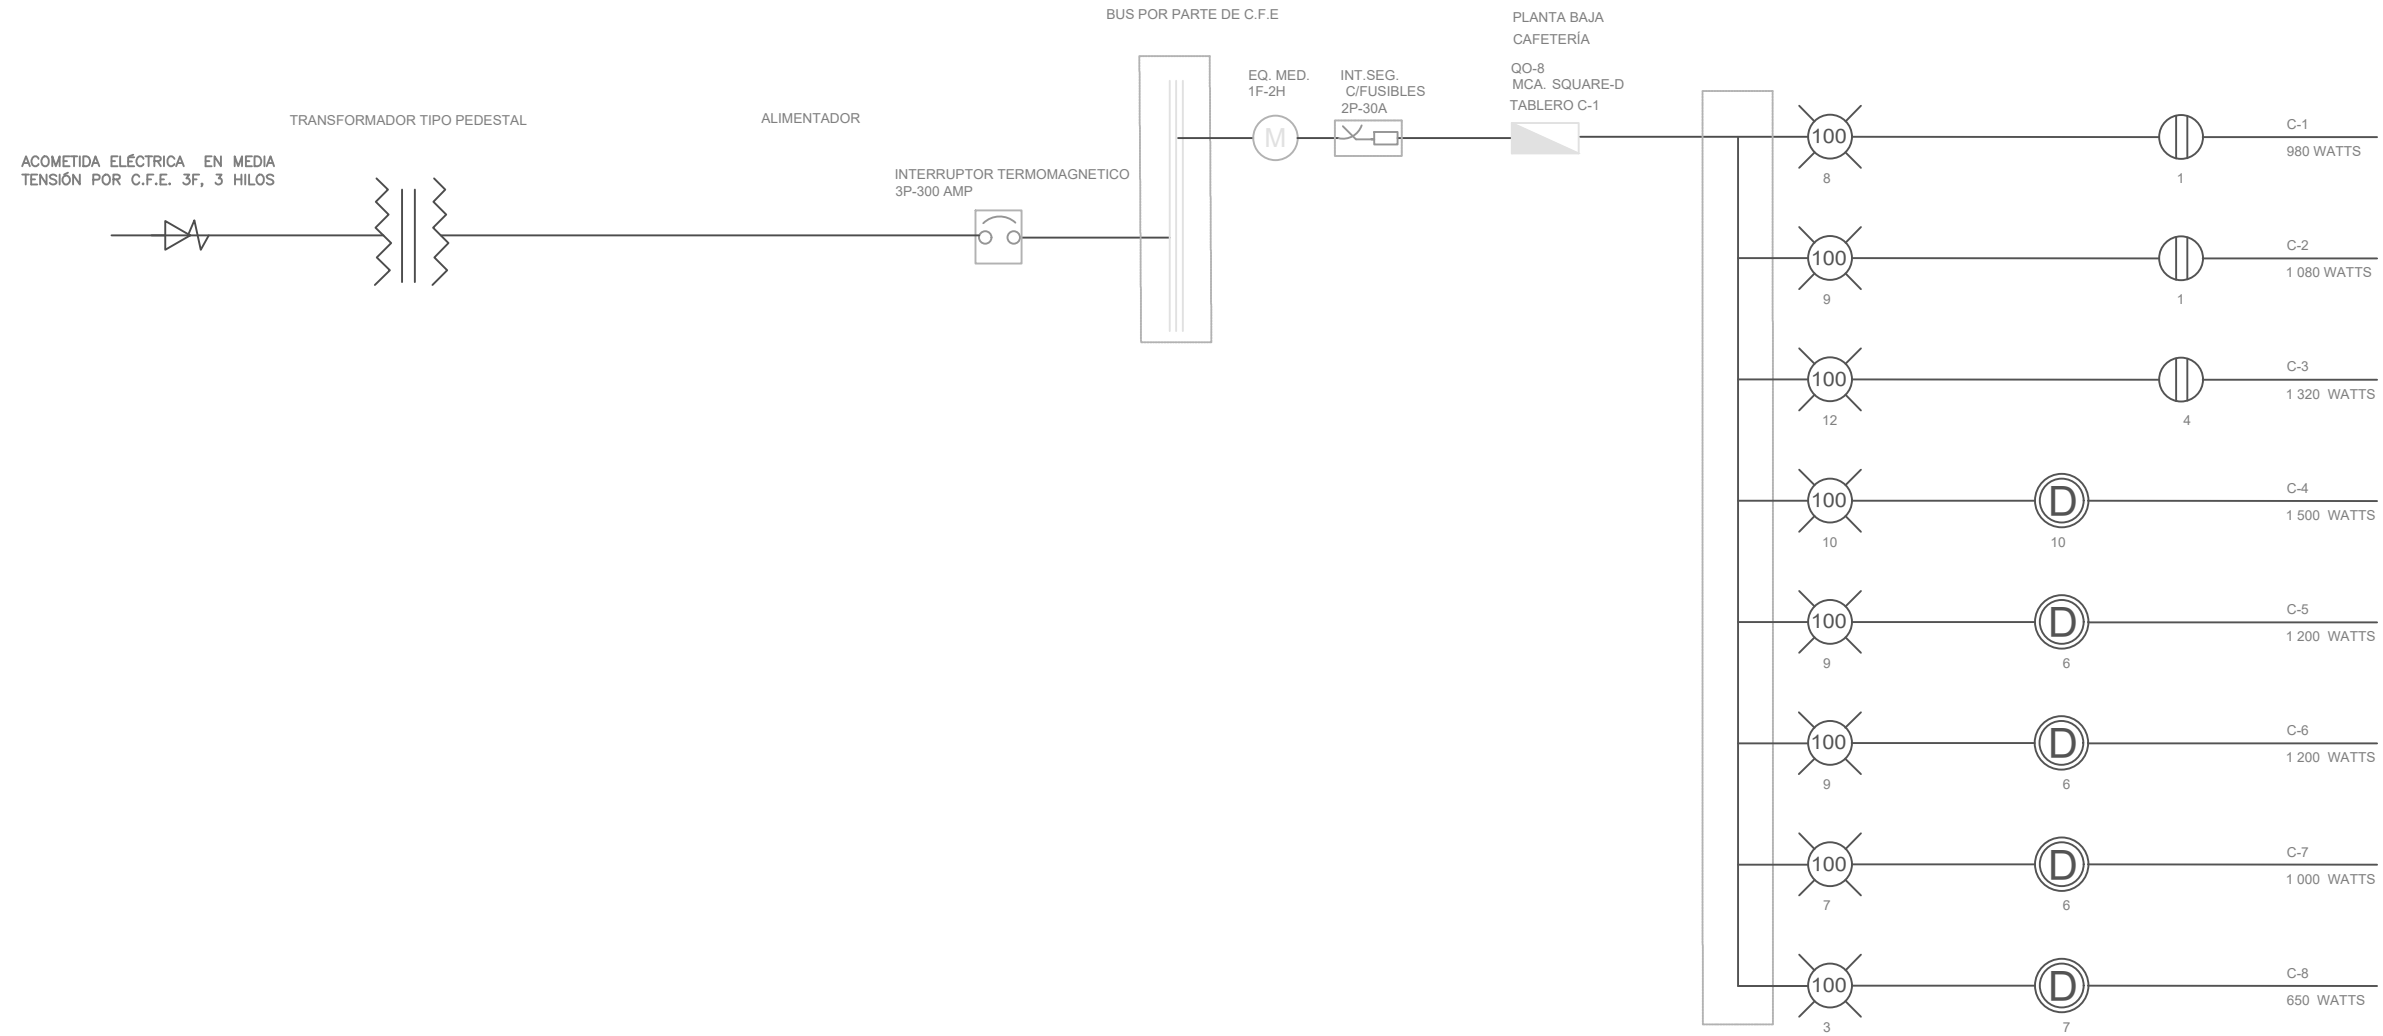 BUS POR PARTE DE C.F.E
PLANTA BAJA
CAFETERÍA
QO-8
MCA. SQUARE-D
TABLERO C-1
EQ. MED.
1F-2H
INT.SEG.
C/FUSIBLES
2P-30A
TRANSFORMADOR TIPO PEDESTAL
ALIMENTADOR
ACOMETIDA ELÉCTRICA EN MEDIA
TENSIÓN POR C.F.E. 3F, 3 HILOS
INTERRUPTOR TERMOMAGNETICO
3P-300 AMP
M
100
8
1
C-1
980 WATTS
100
9
1
C-2
1 080 WATTS
100
12
4
C-3
1 320 WATTS
100
10
D
10
C-4
1 500 WATTS
100
9
D
6
C-5
1 200 WATTS
100
9
D
6
C-6
1 200 WATTS
100
7
D
6
C-7
1 000 WATTS
100
3
D
7
C-8
650 WATTS